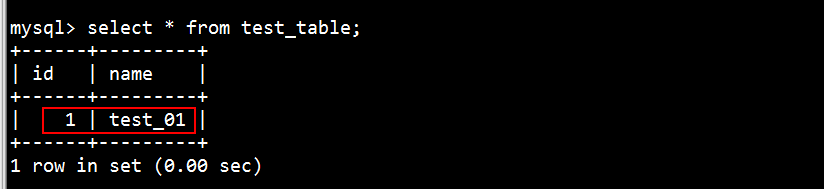 mysql> select * from test_table;
+------+---------+
| id   | name    |
+------+---------+
|    1 | test_01 |
+------+---------+
1 row in set (0.00 sec)